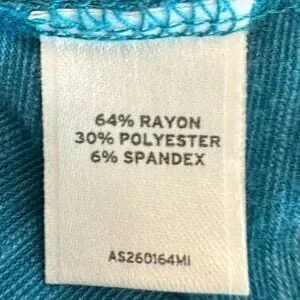 64% RAYON
30% POLYESTER
6% SPANDEX
AS260164MI